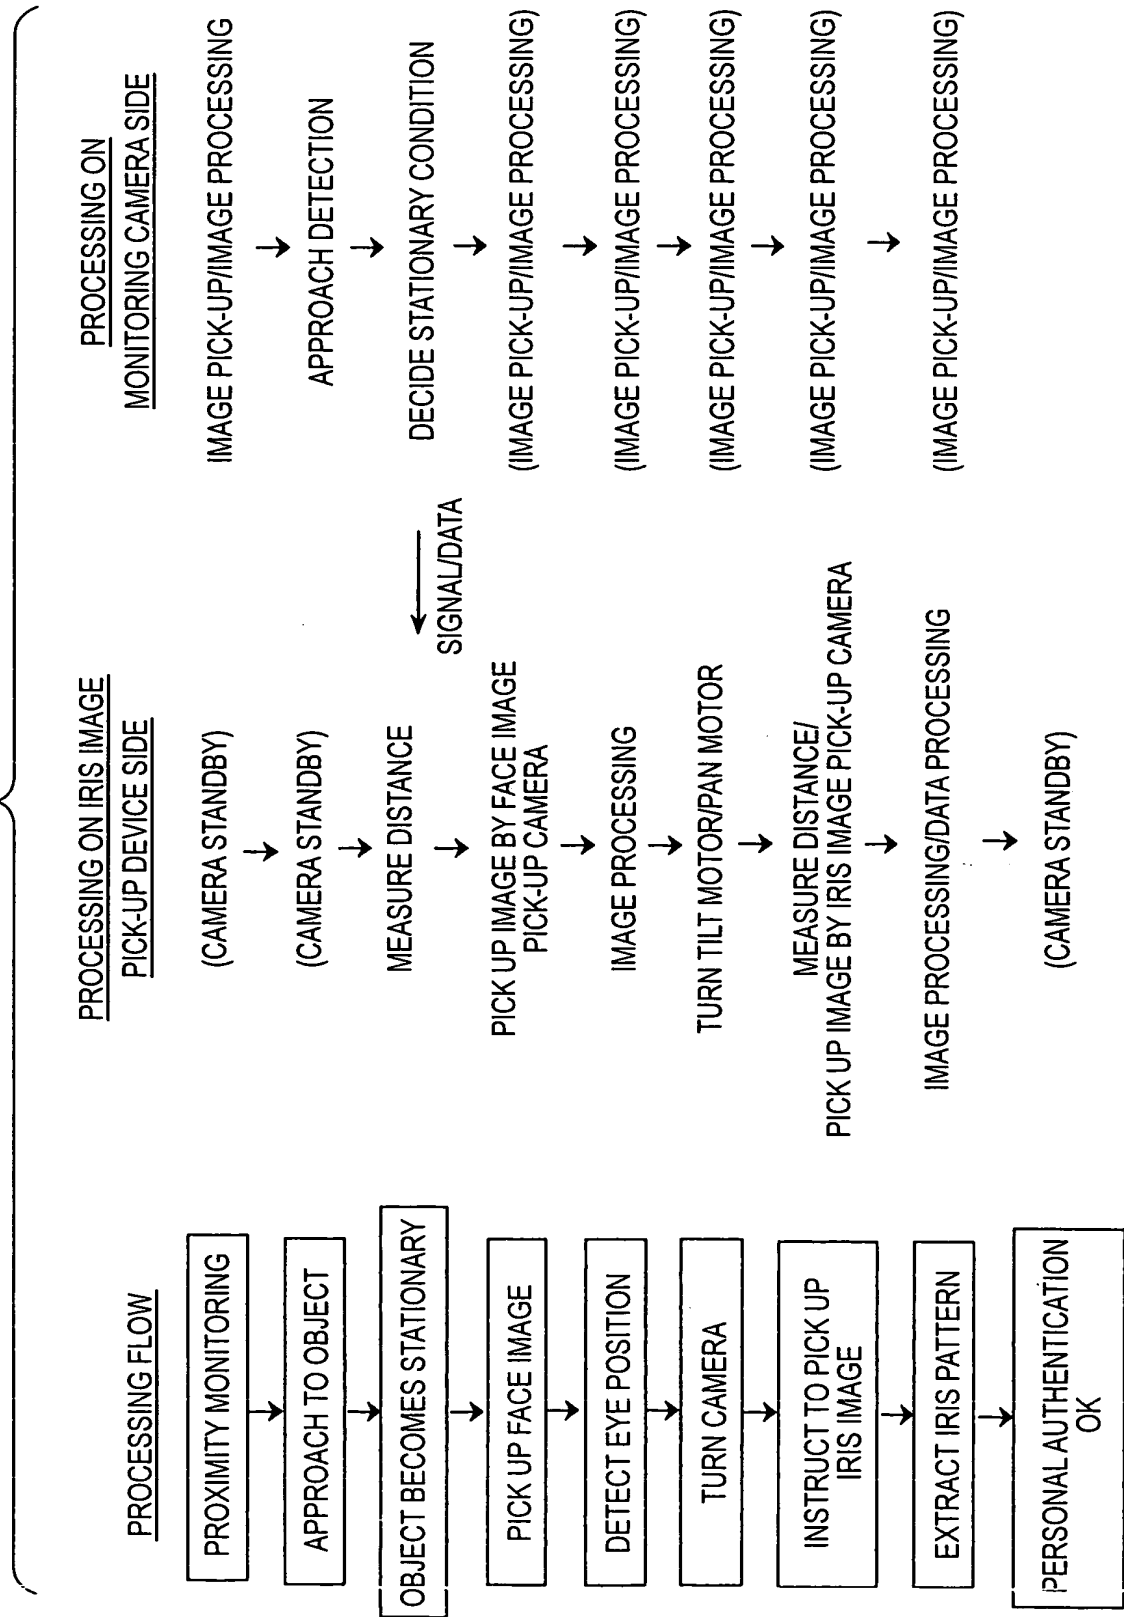 PROCESSING FLOW
PROXIMITY MONITORING
APPROACH TO OBJECT
OBJECT BECOMES STATIONARY
PICK UP FACE IMAGE
DETECT EYE POSITION
TURN CAMERA
INSTRUCT TO PICK UP
IRIS IMAGE
EXTRACT IRIS PATTERN
PERSONAL AUTHENTICATION
OK
PROCESSING ON IRIS IMAGE
PICK-UP DEVICE SIDE
(CAMERA STANDBY)
(CAMERA STANDBY)
MEASURE DISTANCE
PICK UP IMAGE BY FACE IMAGE
PICK-UP CAMERA
IMAGE PROCESSING
TURN TILT MOTOR/PAN MOTOR
MEASURE DISTANCE/
PICK UP IMAGE BY IRIS IMAGE PICK-UP CAMERA
IMAGE PROCESSING/DATA PROCESSING
(CAMERA STANDBY)
SIGNAL/DATA
PROCESSING ON
MONITORING CAMERA SIDE
IMAGE PICK-UP/IMAGE PROCESSING
APPROACH DETECTION
DECIDE STATIONARY CONDITION
(IMAGE PICK-UP/IMAGE PROCESSING)
(IMAGE PICK-UP/IMAGE PROCESSING)
(IMAGE PICK-UP/IMAGE PROCESSING)
(IMAGE PICK-UP/IMAGE PROCESSING)
(IMAGE PICK-UP/IMAGE PROCESSING)